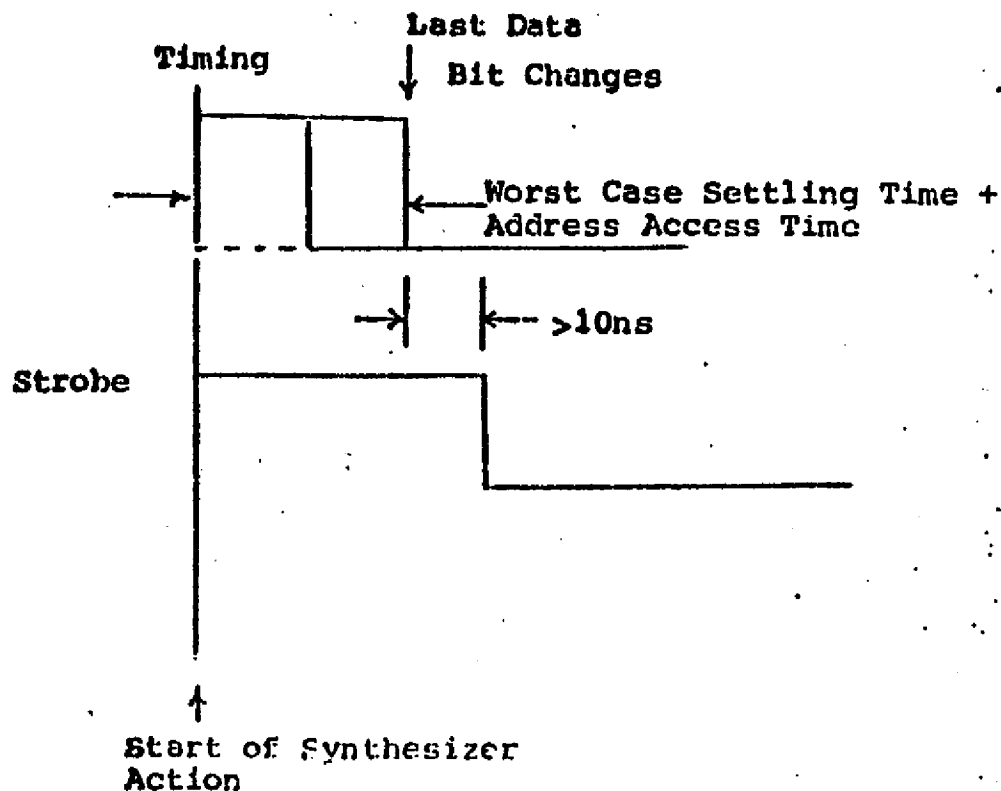 Last Data
Timing
Bit Changes
Worst Case Settling Time +
Address Access Time
>10ns
Strobe
Start of Synthesizer
Action